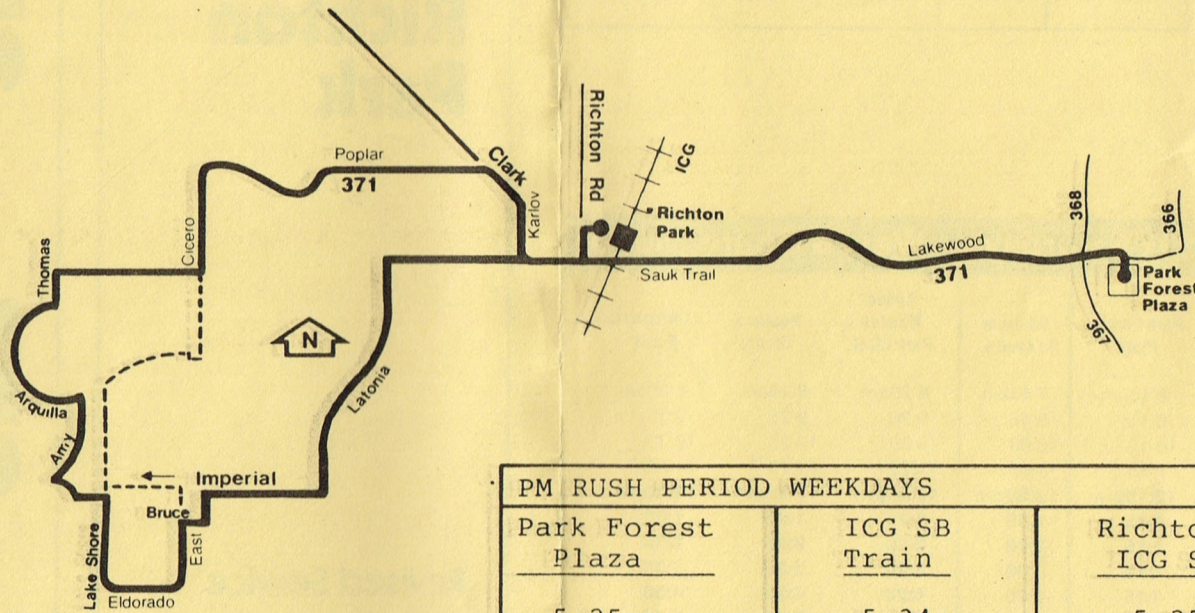 Poplar
371
Clark
Richton Rd
ICG
Richton
Park
Karlov
Cicero
Thomas
Sauk Trail
Lakewood
371
368
366
367
Park
Forest
Plaza
N
Latonia
Arquilla
Amy
Imperial
Bruce
East
Lake Shore
Eldorado
PM RUSH PERIOD WEEKDAYS
Park Forest
Plaza
ICG SB
Train
ICG